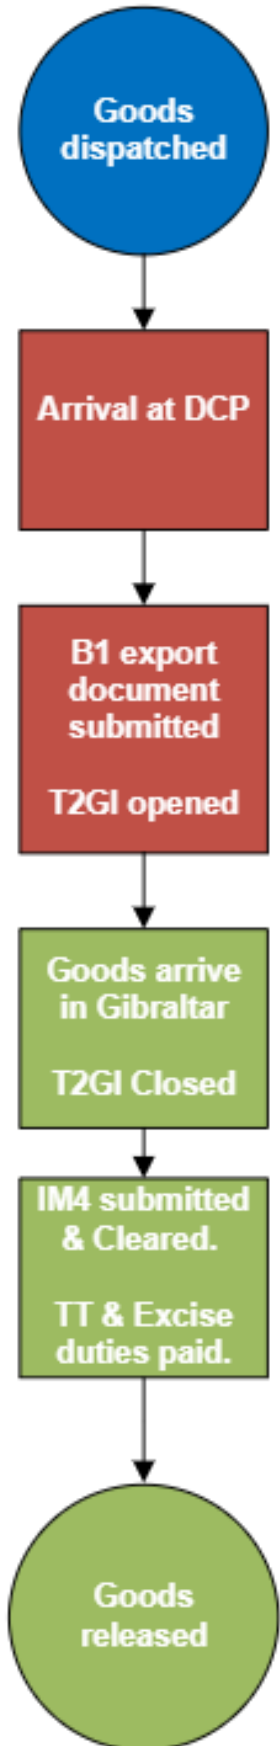 Goods
dispatched
Arrival at DCP
B1 export
document
submitted
T2GI opened
Goods arrive
in Gibraltar
T2GI Closed
IM4 submitted
& Cleared.
TT & Excise
duties paid.
Goods
released